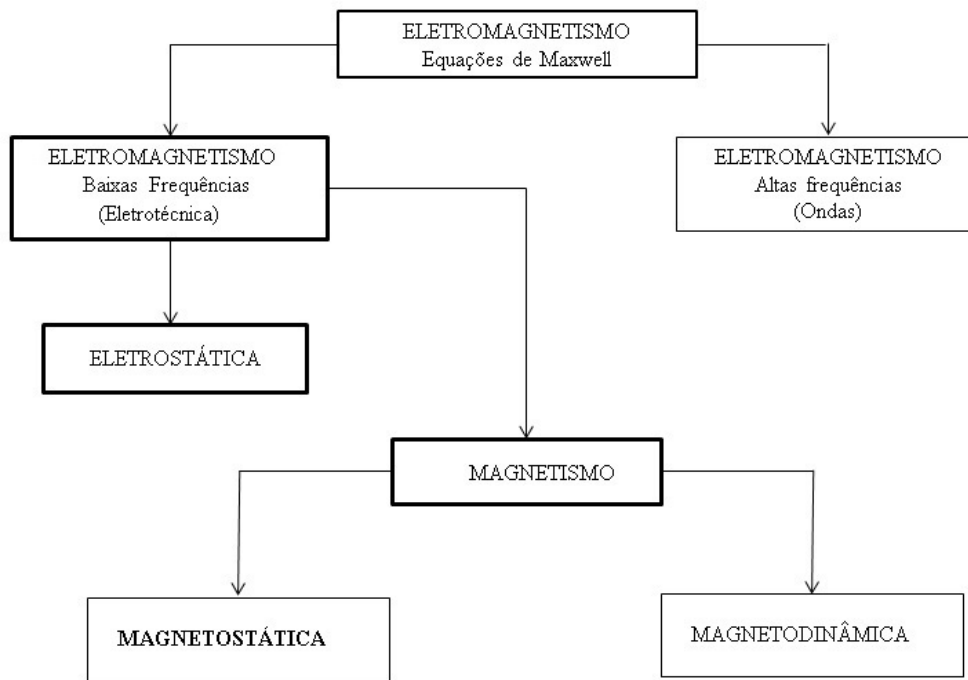 ELETROMAGNETISMO
Equações de Maxwell
ELETROMAGNETISMO
Baixas Frequências
(Eletrotécnica)
ELETROMAGNETISMO
Altas frequências
(Ondas)
ELETROSTÁTICA
MAGNETISMO
MAGNETOSTÁTICA
MAGNETODINÂMICA